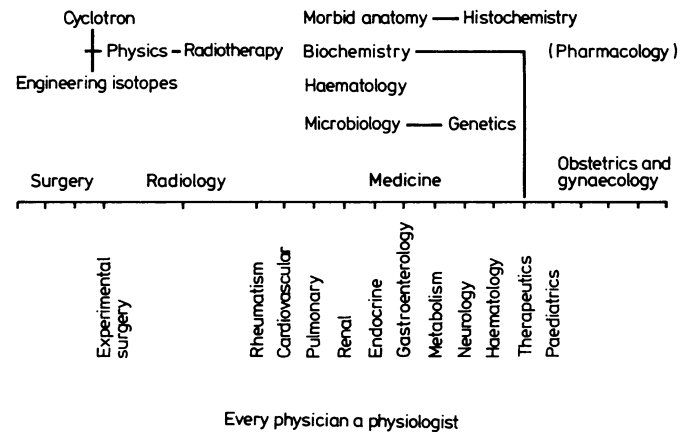 Cyclotron
Morbid anatomy — Histochemistry
Physics – Radiotherapy
Biochemistry
(Pharmacology)
Engineering isotopes
Haematology
Microbiology — Genetics
Surgery
Radiology
Medicine
Obstetrics and
gynaecology
Experimental
surgery
Rheumatism
Cardiovascular
Pulmonary
Renal
Endocrine
Gastroenterology
Metabolism
Neurology
Haematology
Therapeutics
Paediatrics
Every physician a physiologist